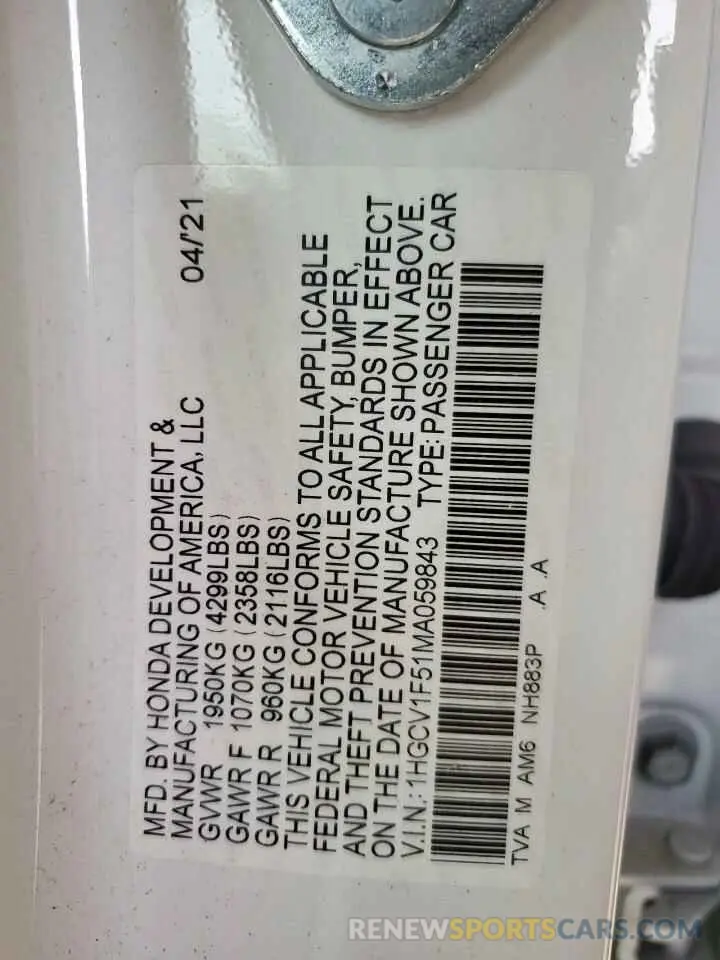 MFD. BY HONDA DEVELOPMENT &
MANUFACTURING OF AMERICA, LLC 04/'21
GVWR 1950KG (4299LBS)
GAWR F 1070KG (2358LBS)
GAWR R 960KG (2116LBS)
THIS VEHICLE CONFORMS TO ALL APPLICABLE
FEDERAL MOTOR VEHICLE SAFETY, BUMPER,
AND THEFT PREVENTION STANDARDS IN EFFECT
ON THE DATE OF MANUFACTURE SHOWN ABOVE.
V.I.N.: 1HGCV1F51MA059843 TYPE: PASSENGER CAR
TVA M AM6 NH883P .A .A
RENEWSPORTSCARS.COM